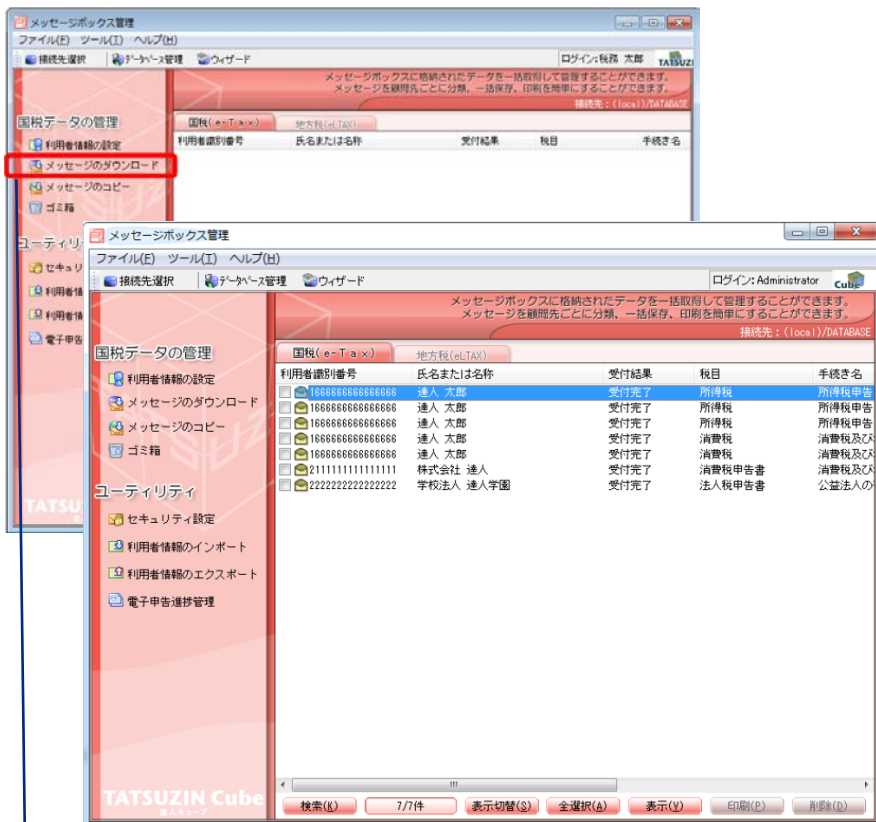 メッセージボックス管理
ファイル(F) ツール(T) ヘルプ(H)
接続先選択 データベース管理 ウィザード ログイン:税務 太郎 TATSUZI
メッセージボックスに格納されたデータを一括取得して管理することができます。
メッセージを顧問先ごとに分類、一括保存、印刷を簡単にすることができます。
接続先:(local)/DATABASE
国税データの管理
国税(e-Tax) 地方税(eLTAX)
利用者識別番号 氏名または名称 受付結果 税目 手続き名
利用者情報の設定
メッセージのダウンロード
メッセージのコピー
ゴミ箱
ユーティリ
セキュリ
利用者情
利用者情
電子申告
TATSU
メッセージボックス管理
ファイル(F) ツール(T) ヘルプ(H)
接続先選択 データベース管理 ウィザード ログイン:Administrator Cube
メッセージボックスに格納されたデータを一括取得して管理することができます。
メッセージを顧問先ごとに分類、一括保存、印刷を簡単にすることができます。
接続先:(local)/DATABASE
国税データの管理
国税(e-Tax) 地方税(eLTAX)
利用者識別番号 氏名または名称 受付結果 税目 手続き名
1666666666666666 達人 太郎 受付完了 所得税 所得税申告
1666666666666666 達人 太郎 受付完了 所得税 所得税申告
1666666666666666 達人 太郎 受付完了 所得税 所得税申告
1666666666666666 達人 太郎 受付完了 消費税 消費税及び
1666666666666666 達人 太郎 受付完了 消費税 消費税及び
2111111111111111 株式会社 達人 受付完了 消費税申告書 消費税及び
2222222222222222 学校法人 達人学園 受付完了 法人税申告書 公益法人の
利用者情報の設定
メッセージのダウンロード
メッセージのコピー
ゴミ箱
ユーティリティ
セキュリティ設定
利用者情報のインポート
利用者情報のエクスポート
電子申告進捗管理
TATSUZIN Cube
達人キューブ
検索(K) 7/7件 表示切替(S) 全選択(A) 表示(V) 印刷(P) 削除(D)